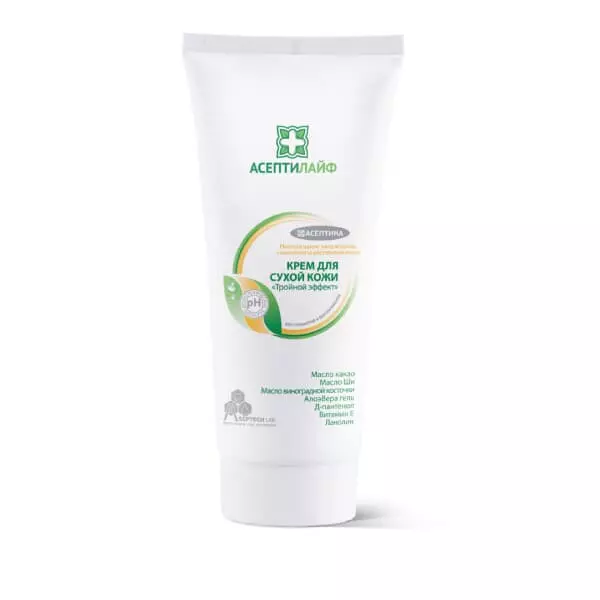 АСЕПТИЛАЙФ
АСЕПТИКА
КРЕМ ДЛЯ
СУХОЙ КОЖИ
«Тройной эффект»
pH
Масло какао
Масло Ши
Масло виноградной косточки
АлоэВера гель
Д-пантенол
Витамин Е
Ланолин
LAB